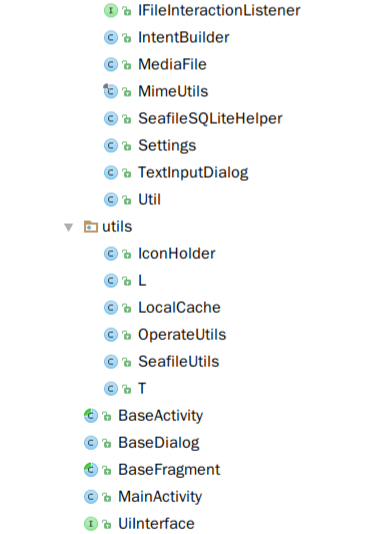 IFileInteractionListener
IntentBuilder
MediaFile
MimeUtils
SeafileSQLiteHelper
Settings
TextInputDialog
Util
utils
IconHolder
L
LocalCache
OperateUtils
SeafileUtils
T
BaseActivity
BaseDialog
BaseFragment
MainActivity
UiInterface